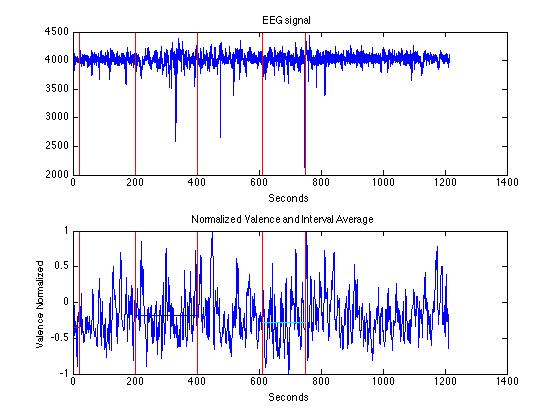 EEG signal
4500
4000
3500
3000
2500
2000
0 200 400 600 800 1000 1200 1400
Seconds
Normalized Valence and Interval Average
Valence Normalized
1
0.5
0
-0.5
-1
0 200 400 600 800 1000 1200 1400
Seconds